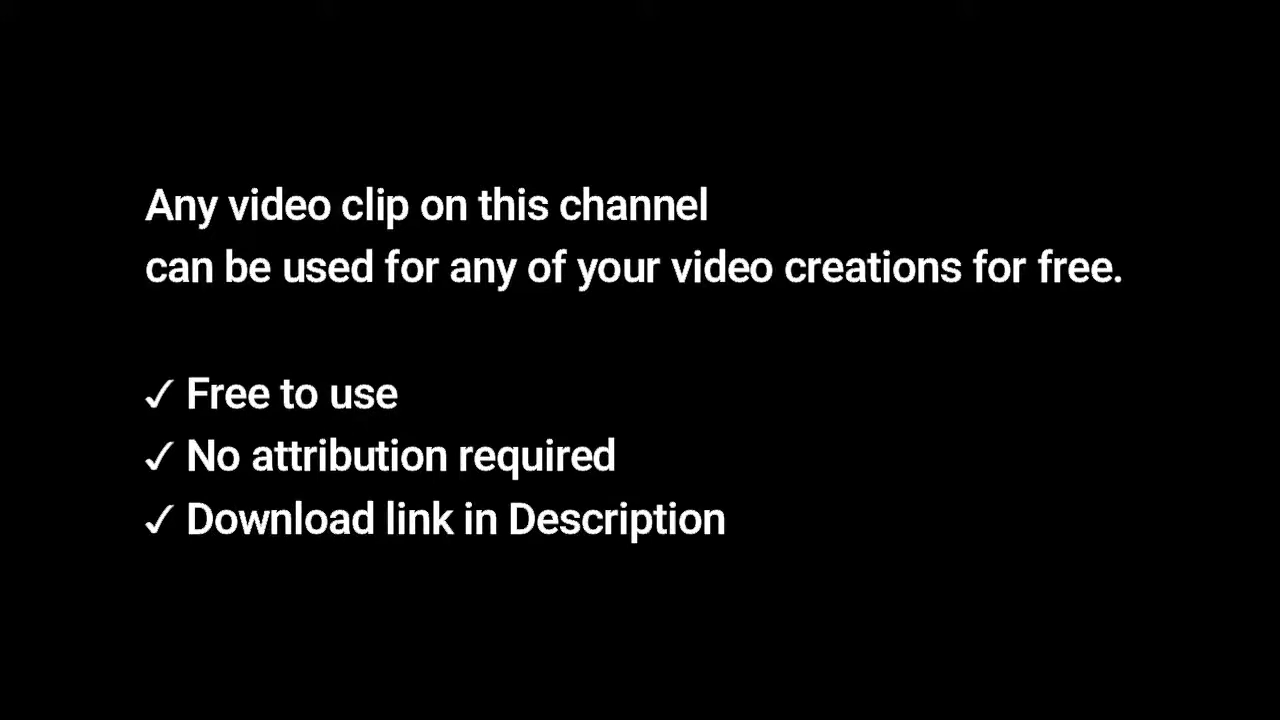 Any video clip on this channel
can be used for any of your video creations for free.
✓ Free to use
✓ No attribution required
✓ Download link in Description